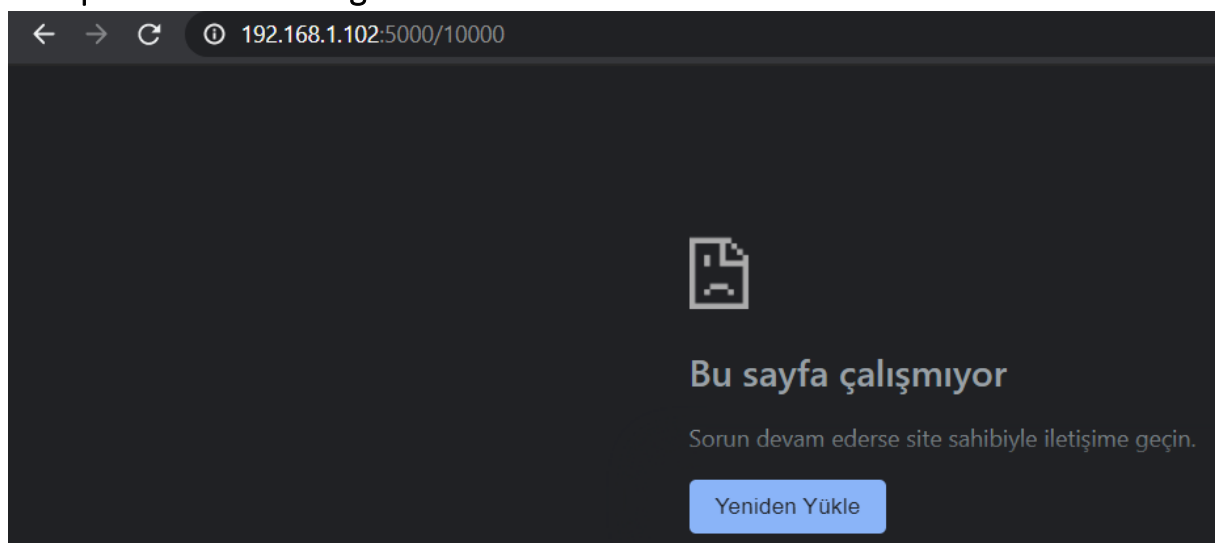 192.168.1.102:5000/10000
Bu sayfa çalışmıyor
Sorun devam ederse site sahibiyle iletişime geçin.
Yeniden Yükle